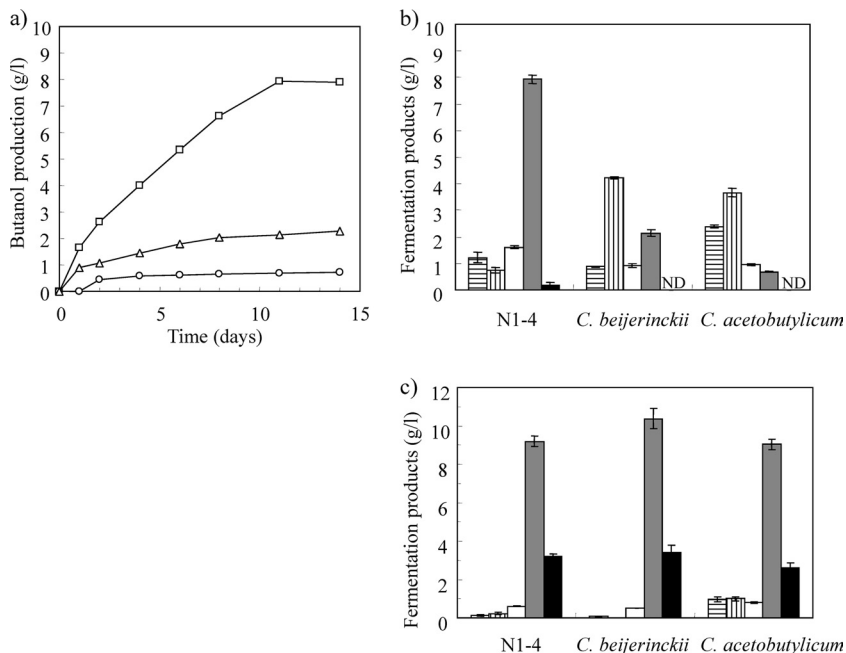 a)
10
9
8
7
6
5
4
3
2
1
0
Butanol production (g/l)
0 5 10 15
Time (days)
b)
10
9
8
7
6
5
4
3
2
1
0
Fermentation products (g/l)
ND ND
N1-4 C. beijerinckii C. acetobutylicum
c)
12
10
8
6
4
2
0
Fermentation products (g/l)
N1-4 C. beijerinckii C. acetobutylicum